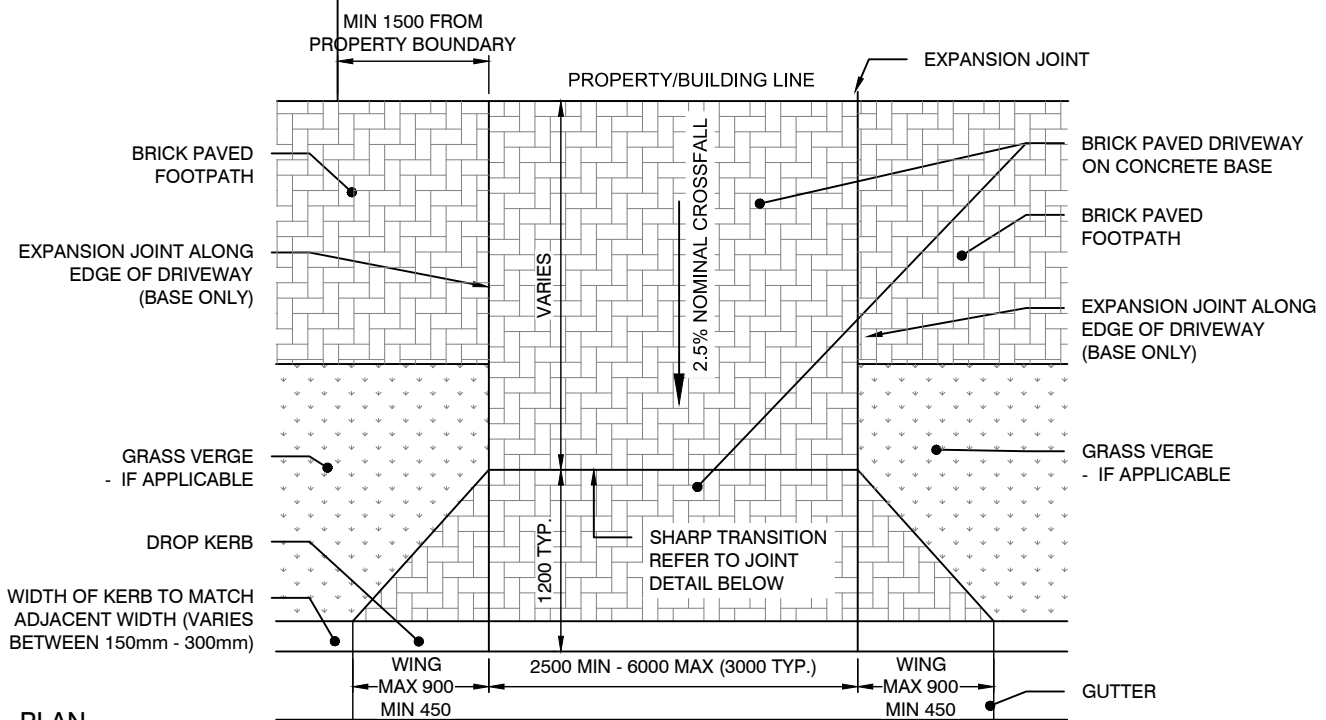 MIN 1500 FROM
PROPERTY BOUNDARY
PROPERTY/BUILDING LINE
EXPANSION JOINT
BRICK PAVED
FOOTPATH
EXPANSION JOINT ALONG
EDGE OF DRIVEWAY
(BASE ONLY)
GRASS VERGE
- IF APPLICABLE
DROP KERB
WIDTH OF KERB TO MATCH
ADJACENT WIDTH (VARIES
BETWEEN 150mm - 300mm)
VARIES
2.5% NOMINAL CROSSFALL
1200 TYP.
SHARP TRANSITION
REFER TO JOINT
DETAIL BELOW
BRICK PAVED DRIVEWAY
ON CONCRETE BASE
BRICK PAVED
FOOTPATH
EXPANSION JOINT ALONG
EDGE OF DRIVEWAY
(BASE ONLY)
GRASS VERGE
- IF APPLICABLE
WING
MAX 900
MIN 450
2500 MIN - 6000 MAX (3000 TYP.)
WING
MAX 900
MIN 450
GUTTER
PLAN